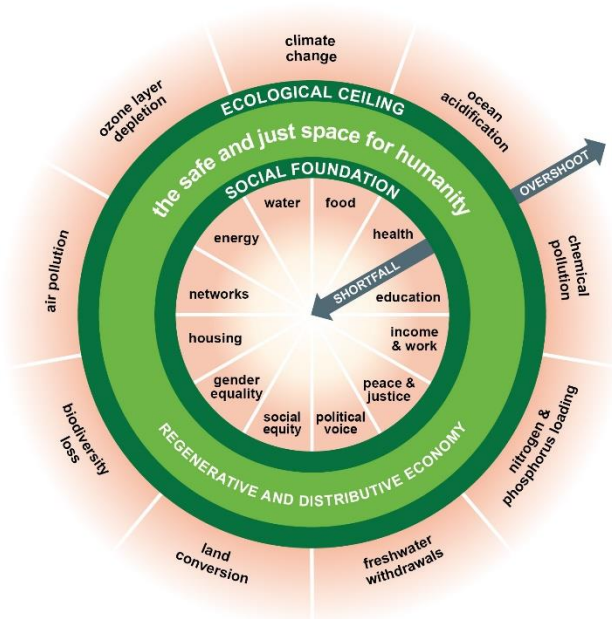 climate
change
ozone layer
depletion
ocean
acidification
ECOLOGICAL CEILING
the safe and just space for humanity
OVERSHOOT
SOCIAL FOUNDATION
water
food
energy
health
air pollution
chemical
pollution
SHORTFALL
networks
education
housing
income
& work
gender
equality
peace &
justice
social
equity
political
voice
biodiversity
loss
nitrogen &
phosphorus loading
REGENERATIVE AND DISTRIBUTIVE ECONOMY
land
conversion
freshwater
withdrawals